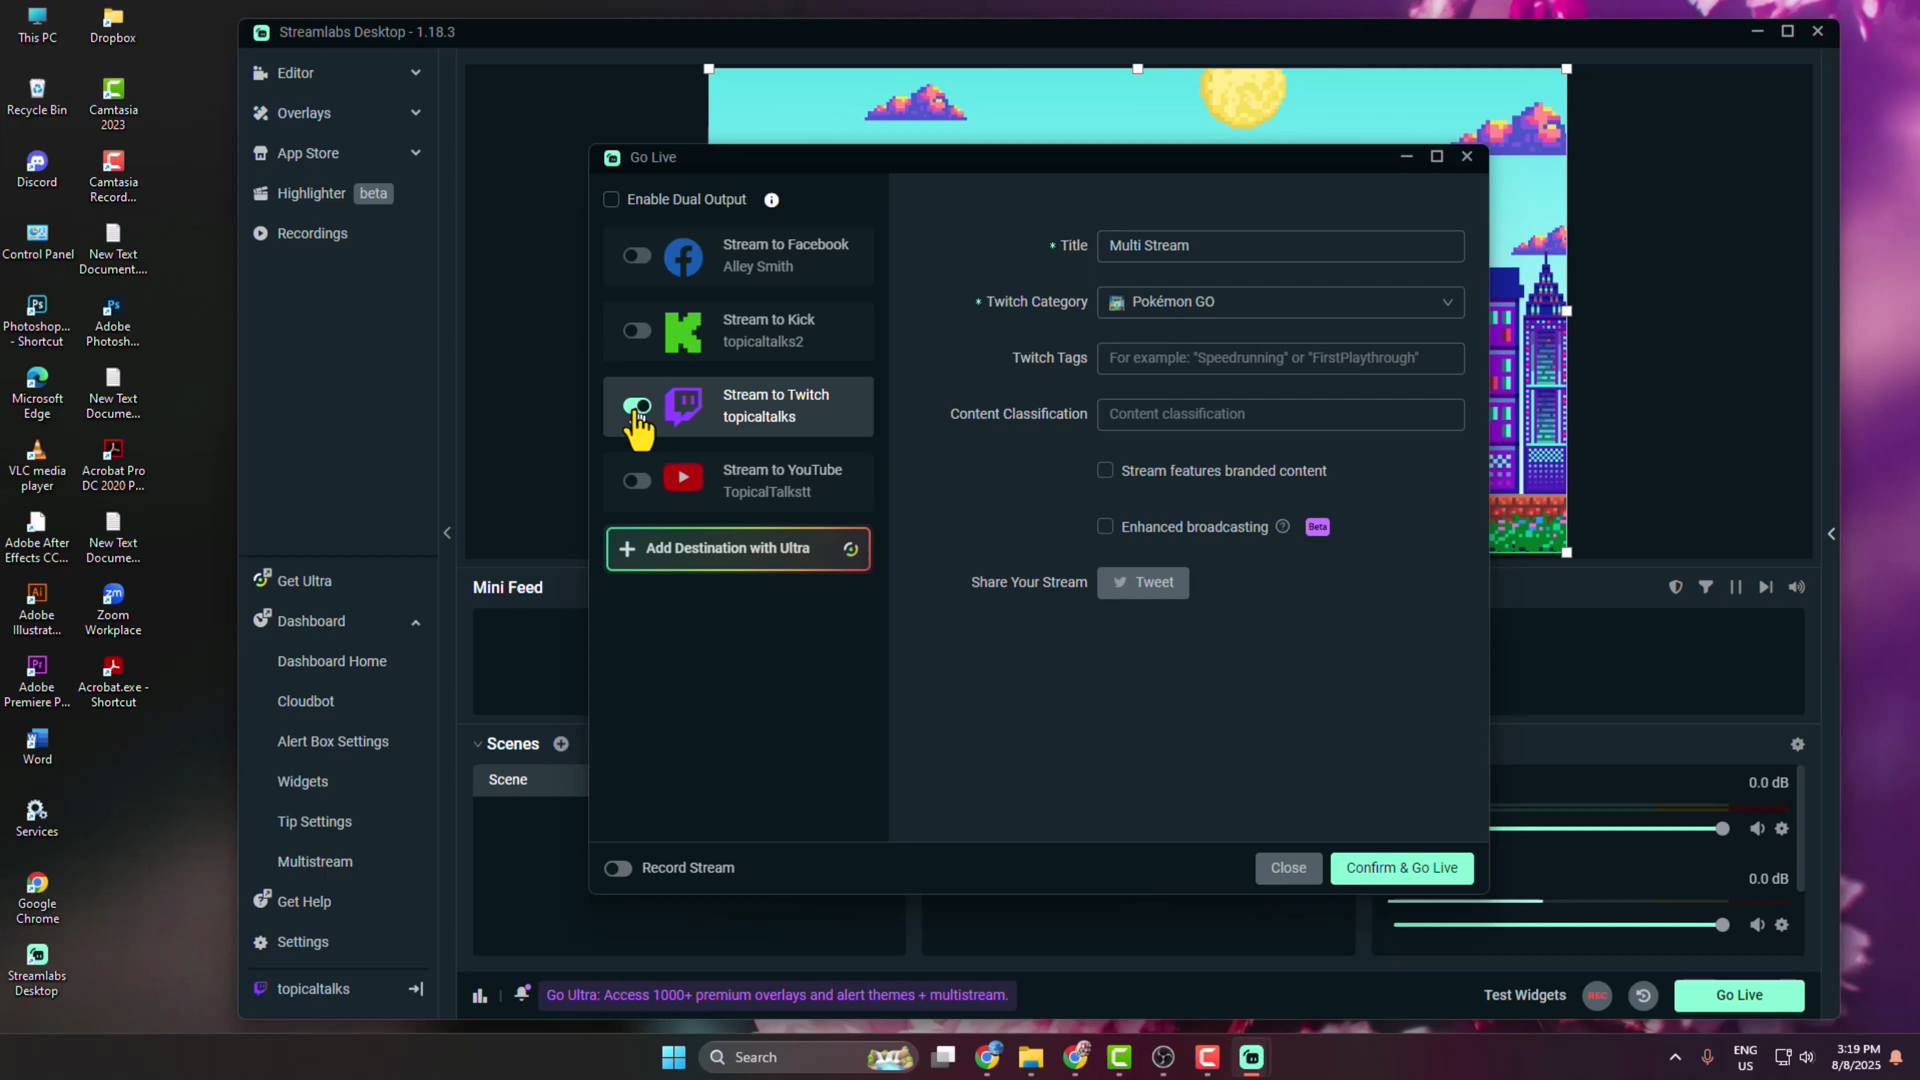 This PC
Dropbox
Recycle Bin
Camtasia
2023
Discord
Camtasia
Record...
Control Panel
New Text
Document....
Photoshop...
- Shortcut
Adobe
Photosh...
Microsoft
Edge
New Text
Docume...
VLC media
player
Acrobat Pro
DC 2020 P...
Adobe After
Effects CC...
New Text
Docume...
Adobe
Illustrat...
Zoom
Workplace
Adobe
Premiere P...
Acrobat.exe -
Shortcut
Word
Services
Google
Chrome
Streamlabs
Desktop
Streamlabs Desktop - 1.18.3
Editor
Overlays
App Store
Highlighter beta
Recordings
Get Ultra
Dashboard
Dashboard Home
Cloudbot
Alert Box Settings
Widgets
Tip Settings
Multistream
Get Help
Settings
topicaltalks
Go Live
Enable Dual Output
Stream to Facebook
Alley Smith
Stream to Kick
topicaltalks2
Stream to Twitch
topicaltalks
Stream to YouTube
TopicalTalkstt
Add Destination with Ultra
* Title Multi Stream
* Twitch Category Pokémon GO
Twitch Tags For example: "Speedrunning" or "FirstPlaythrough"
Content Classification Content classification
Stream features branded content
Enhanced broadcasting Beta
Share Your Stream Tweet
Record Stream
Close
Confirm & Go Live
Mini Feed
Scenes
Scene
0.0 dB
0.0 dB
Go Ultra: Access 1000+ premium overlays and alert themes + multistream.
Test Widgets
REC
Go Live
Search
ENG
US
3:19 PM
8/8/2025